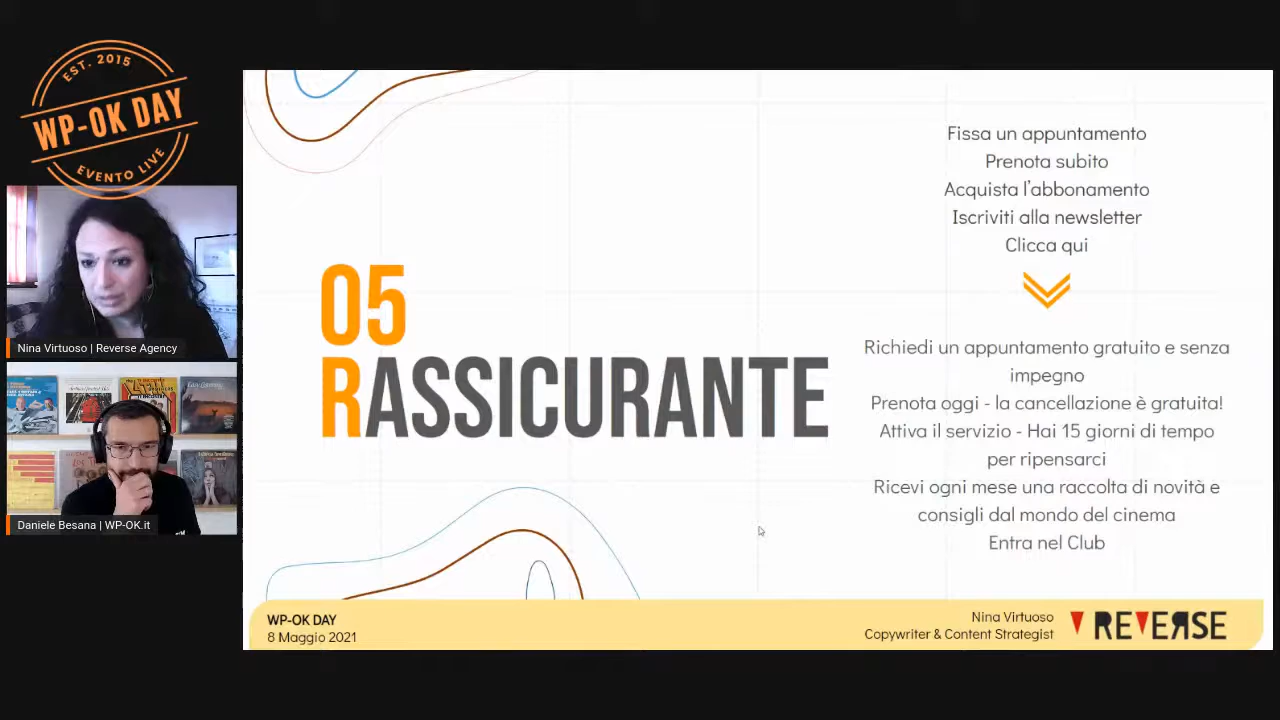 EST. 2015
WP-OK DAY
EVENTO LIVE
Nina Virtuoso | Reverse Agency
Daniele Besana | WP-OK.it
05
RASSICURANTE
Fissa un appuntamento
Prenota subito
Acquista l'abbonamento
Iscriviti alla newsletter
Clicca qui
Richiedi un appuntamento gratuito e senza
impegno
Prenota oggi - la cancellazione è gratuita!
Attiva il servizio - Hai 15 giorni di tempo
per ripensarci
Ricevi ogni mese una raccolta di novità e
consigli dal mondo del cinema
Entra nel Club
WP-OK DAY
8 Maggio 2021
Nina Virtuoso
Copywriter & Content Strategist
REVERSE